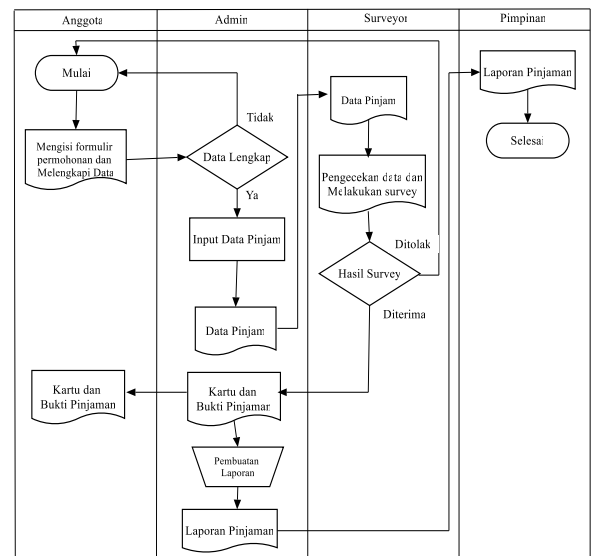 Anggota
Admin
Surveyor
Pimpinan
Mulai
Mengisi formulir
permohonan dan
Melengkapi Data
Tidak
Data Lengkap
Ya
Input Data Pinjam
Data Pinjam
Data Pinjam
Pengecekan data dan
Melakukan survey
Ditolak
Hasil Survey
Diterima
Laporan Pinjaman
Selesai
Kartu dan
Bukti Pinjaman
Kartu dan
Bukti Pinjaman
Pembuatan
Laporan
Laporan Pinjaman